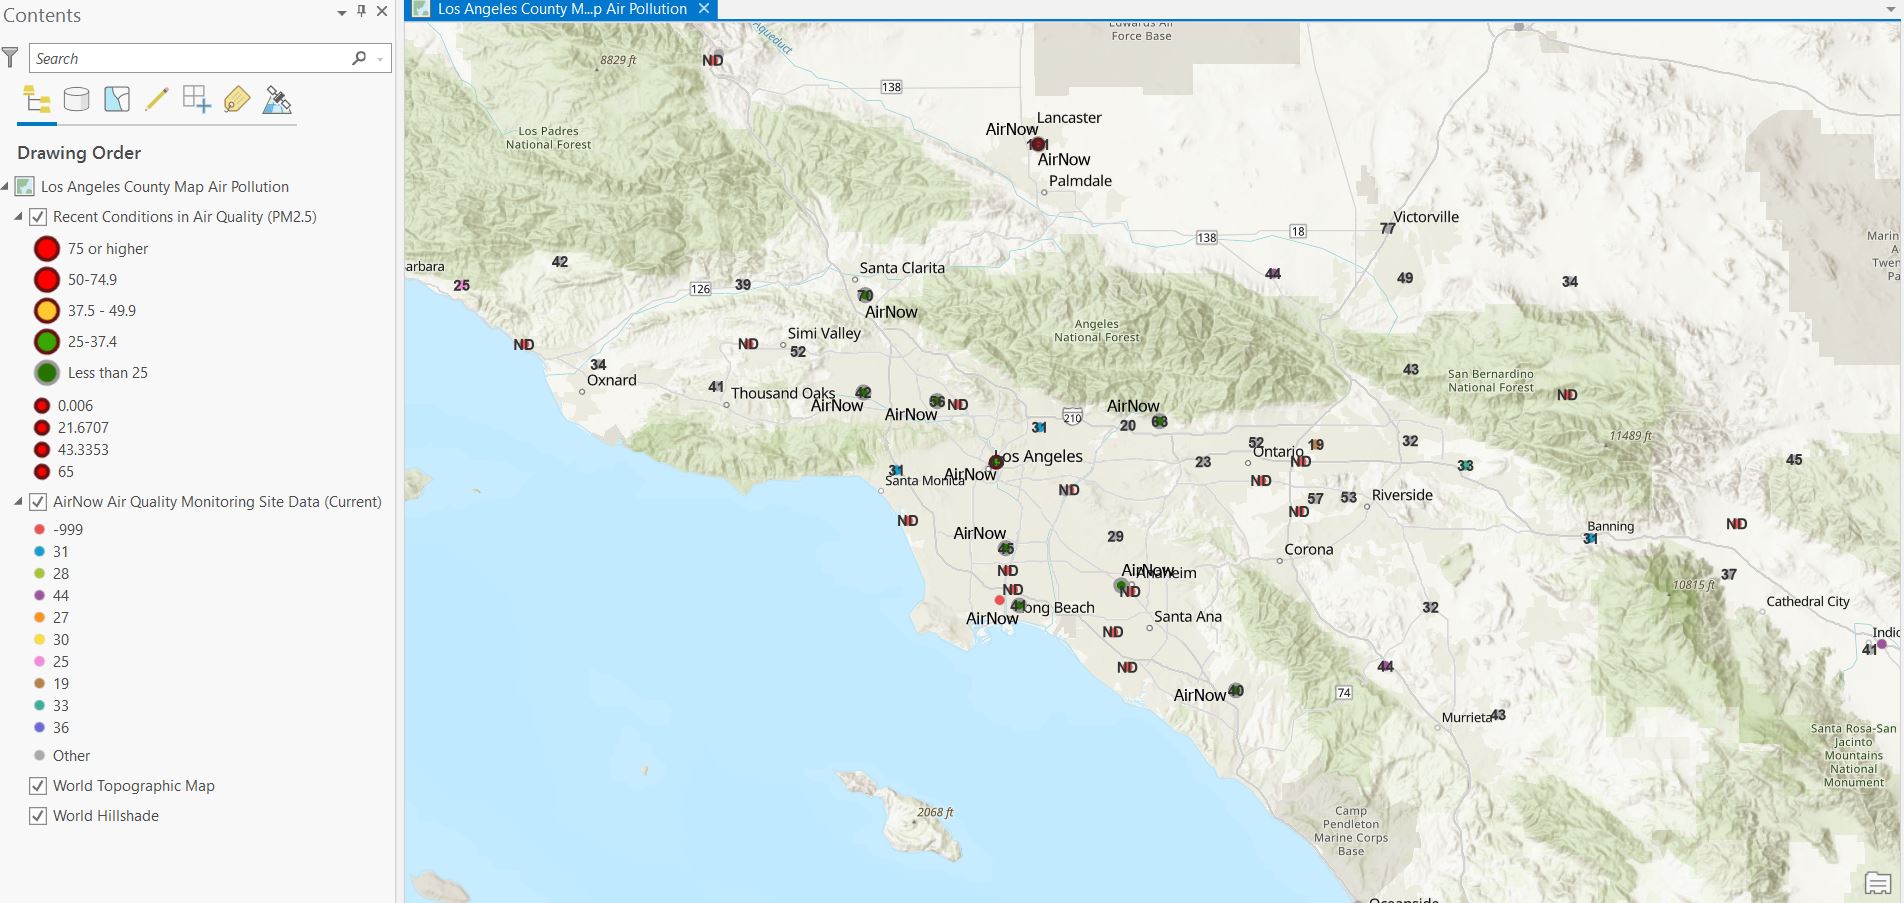 Contents
Search
Drawing Order
Los Angeles County Map Air Pollution
Recent Conditions in Air Quality (PM2.5)
75 or higher
50-74.9
37.5 - 49.9
25-37.4
Less than 25
0.006
21.6707
43.3353
65
AirNow Air Quality Monitoring Site Data (Current)
-999
31
28
44
27
30
25
19
33
36
Other
World Topographic Map
World Hillshade
Los Angeles County M...p Air Pollution
Edwards Air
Force Base
Aqueduct
8829 ft
ND
138
Los Padres
National Forest
Lancaster
AirNow
AirNow
Palmdale
Victorville
77
138
18
Marin
A
Twen
Pa
arbara
25
42
126
39
Santa Clarita
70
AirNow
44
49
34
Angeles
National Forest
ND
ND
Simi Valley
52
34
Oxnard
41
Thousand Oaks
42
AirNow
56
ND
AirNow
AirNow
63
210
20
31
43
San Bernardino
National Forest
ND
11489 ft
52
Ontario
19
ND
32
33
45
Los Angeles
AirNow
31
Santa Monica
23
ND
ND
57
53
Riverside
ND
ND
AirNow
45
29
Corona
Banning
31
ND
ND
ND
AirNow
Anaheim
ND
37
10815 ft
Cathedral City
Long Beach
AirNow
Santa Ana
32
ND
Indio
41
ND
44
AirNow
40
74
Murrieta
43
Santa Rosa-San
Jacinto
Mountains
National
Monument
2068 ft
Camp
Pendleton
Marine Corps
Base
Oceanside